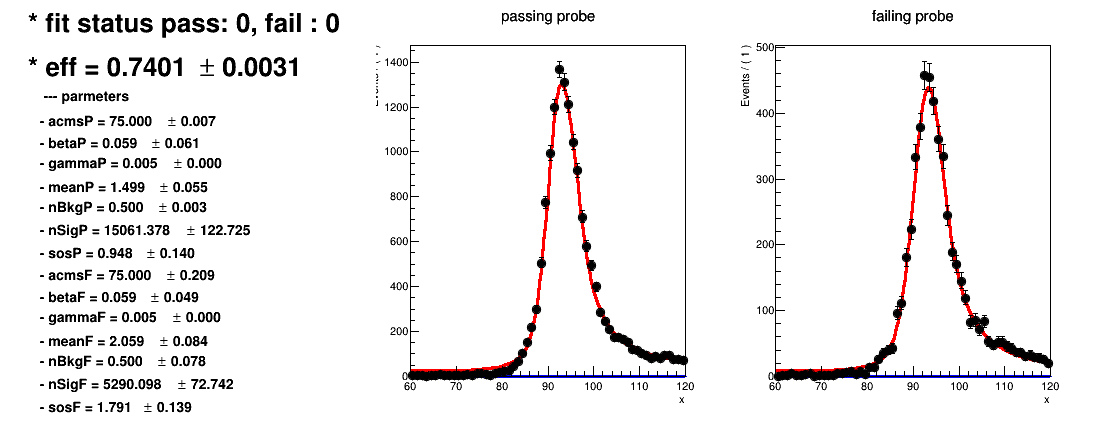 * fit status pass: 0, fail : 0
* eff = 0.7401 ± 0.0031
--- parmeters
- acmsP = 75.000 ± 0.007
- betaP = 0.059 ± 0.061
- gammaP = 0.005 ± 0.000
- meanP = 1.499 ± 0.055
- nBkgP = 0.500 ± 0.003
- nSigP = 15061.378 ± 122.725
- sosP = 0.948 ± 0.140
- acmsF = 75.000 ± 0.209
- betaF = 0.059 ± 0.049
- gammaF = 0.005 ± 0.000
- meanF = 2.059 ± 0.084
- nBkgF = 0.500 ± 0.078
- nSigF = 5290.098 ± 72.742
- sosF = 1.791 ± 0.139
passing probe
1400
1200
1000
800
600
400
200
0
60 70 80 90 100 110 120
x
failing probe
Events / ( 1 )
500
400
300
200
100
0
60 70 80 90 100 110 120
x